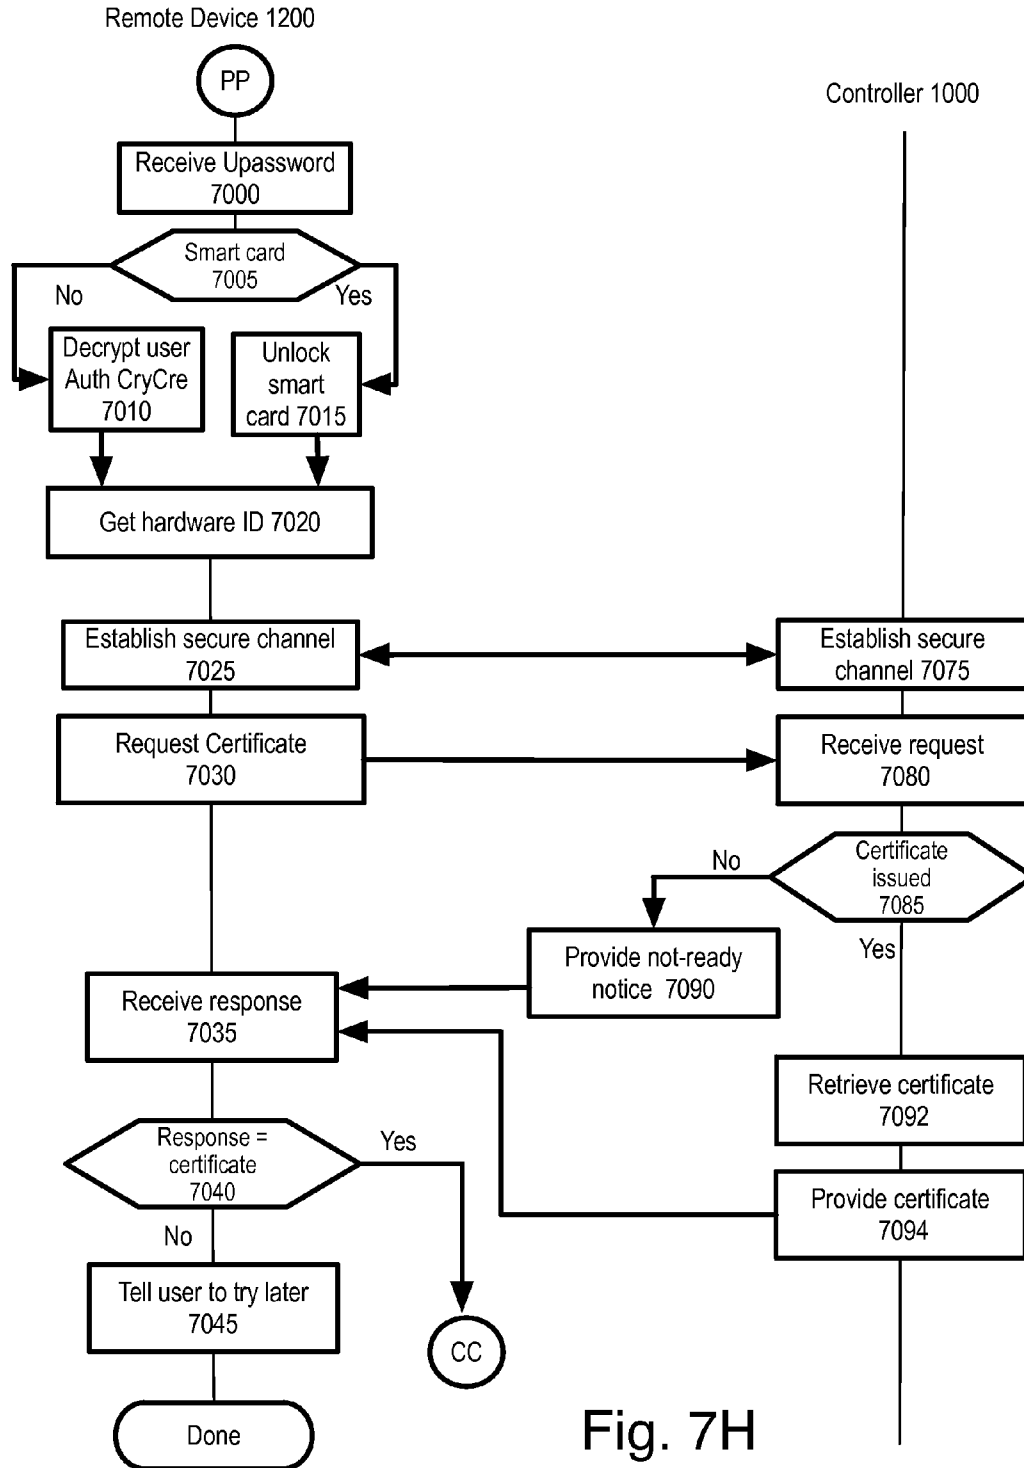 Remote Device 1200
PP
Controller 1000
Receive Upassword
7000
Smart card
7005
No
Yes
Decrypt user
Auth CryCre
7010
Unlock
smart
card 7015
Get hardware ID 7020
Establish secure channel
7025
Establish secure
channel 7075
Request Certificate
7030
Receive request
7080
Certificate
issued
7085
No
Yes
Provide not-ready
notice 7090
Receive response
7035
Retrieve certificate
7092
Response =
certificate
7040
Yes
No
Provide certificate
7094
Tell user to try later
7045
CC
Done
Fig. 7H